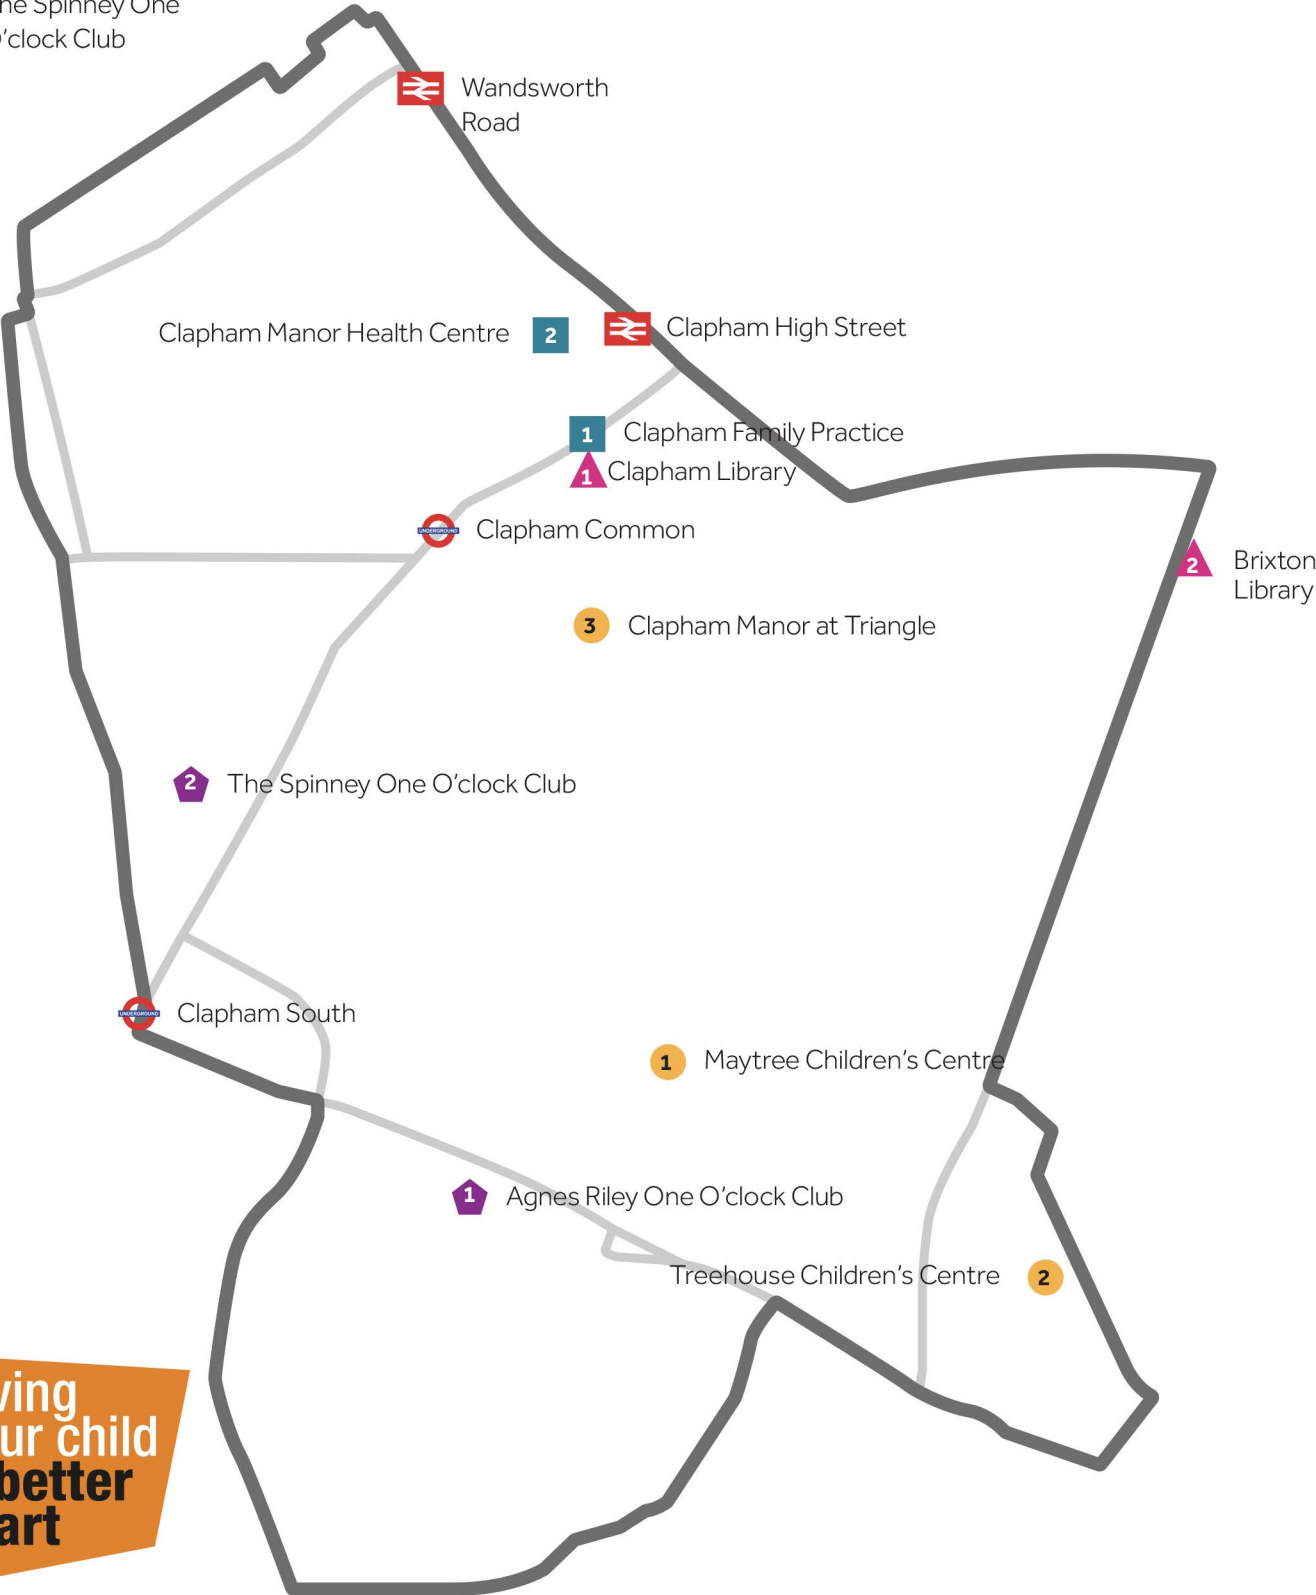 The Spinney One
O’clock Club
Wandsworth
Road
Clapham Manor Health Centre 2
Clapham High Street
1 Clapham Family Practice
1 Clapham Library
UNDERGROUND Clapham Common
2 Brixton
Library
3 Clapham Manor at Triangle
2 The Spinney One O’clock Club
UNDERGROUND Clapham South
1 Maytree Children’s Centre
1 Agnes Riley One O’clock Club
Treehouse Children’s Centre 2
ving
ur child
better
art